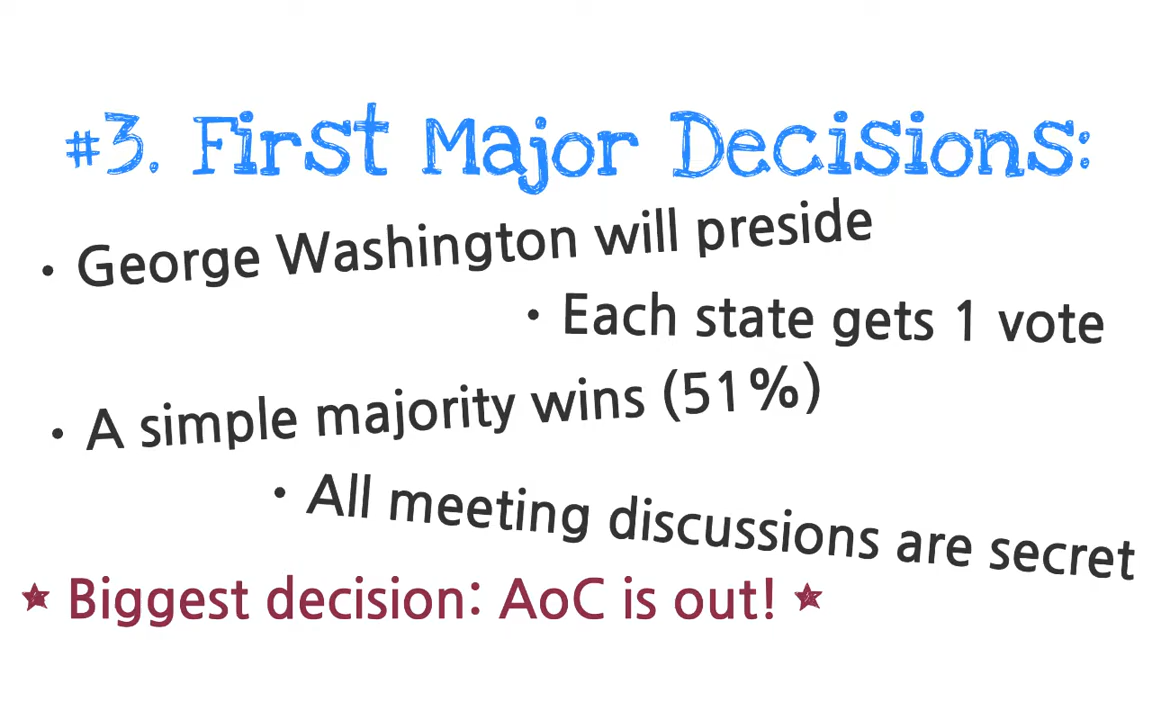 #3. First Major Decisions:
• George Washington will preside
• Each state gets 1 vote
• A simple majority wins (51%)
• All meeting discussions are secret
★ Biggest decision: AoC is out! ★